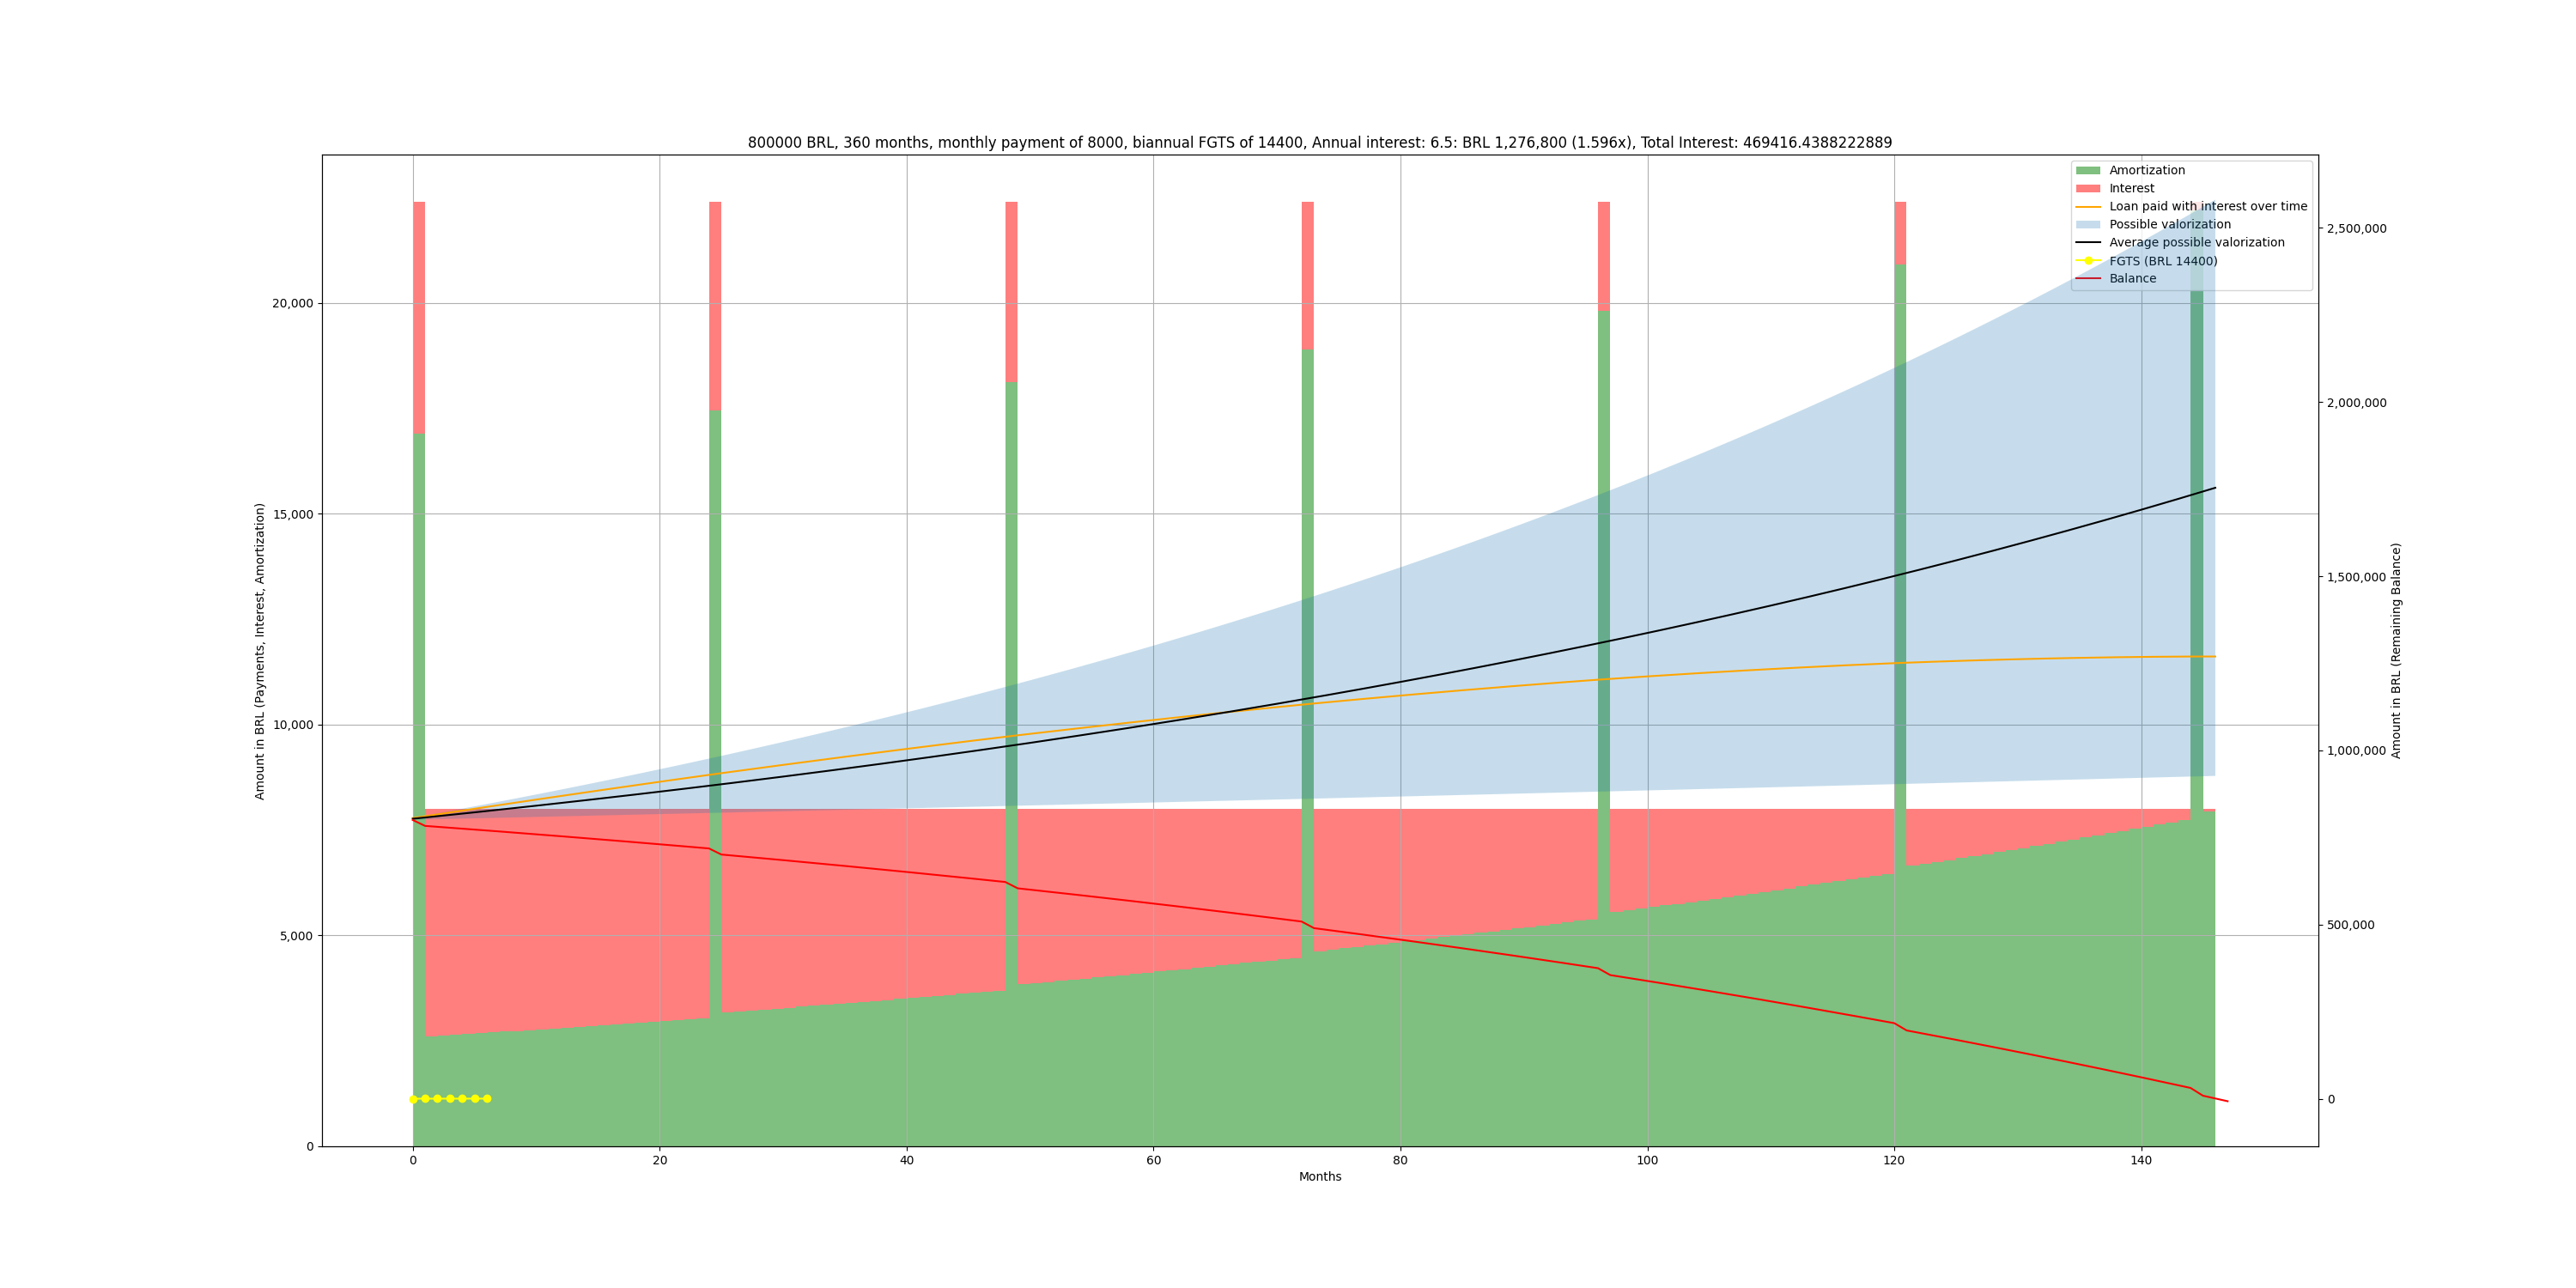 800000 BRL, 360 months, monthly payment of 8000, biannual FGTS of 14400, Annual interest: 6.5: BRL 1,276,800 (1.596x), Total Interest: 469416.4388222889
Amortization
Interest
Loan paid with interest over time
Possible valorization
Average possible valorization
FGTS (BRL 14400)
Balance
Amount in BRL (Payments, Interest, Amortization)
20,000
15,000
10,000
5,000
0
2,500,000
2,000,000
1,500,000
1,000,000
500,000
0
Amount in BRL (Remaining Balance)
0
20
40
60
80
100
120
140
Months